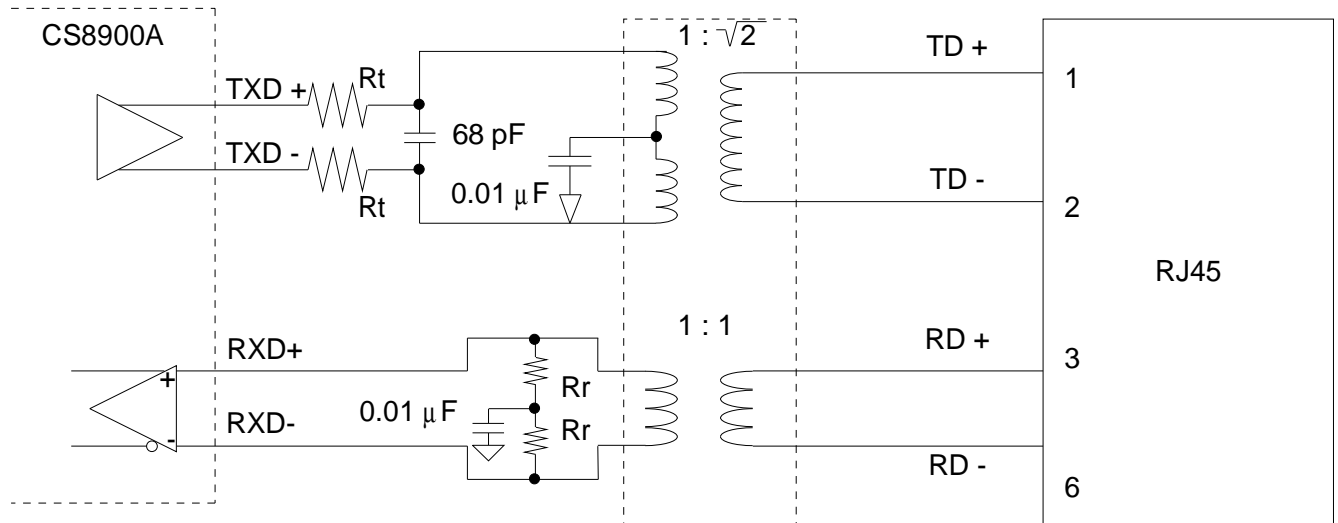 CS8900A
1 : √2
TD +
TXD +
Rt
1
68 pF
TXD -
0.01 μF
Rt
TD -
2
RJ45
1 : 1
RXD+
RD +
3
+
Rr
0.01 μF
RXD-
Rr
-
RD -
6